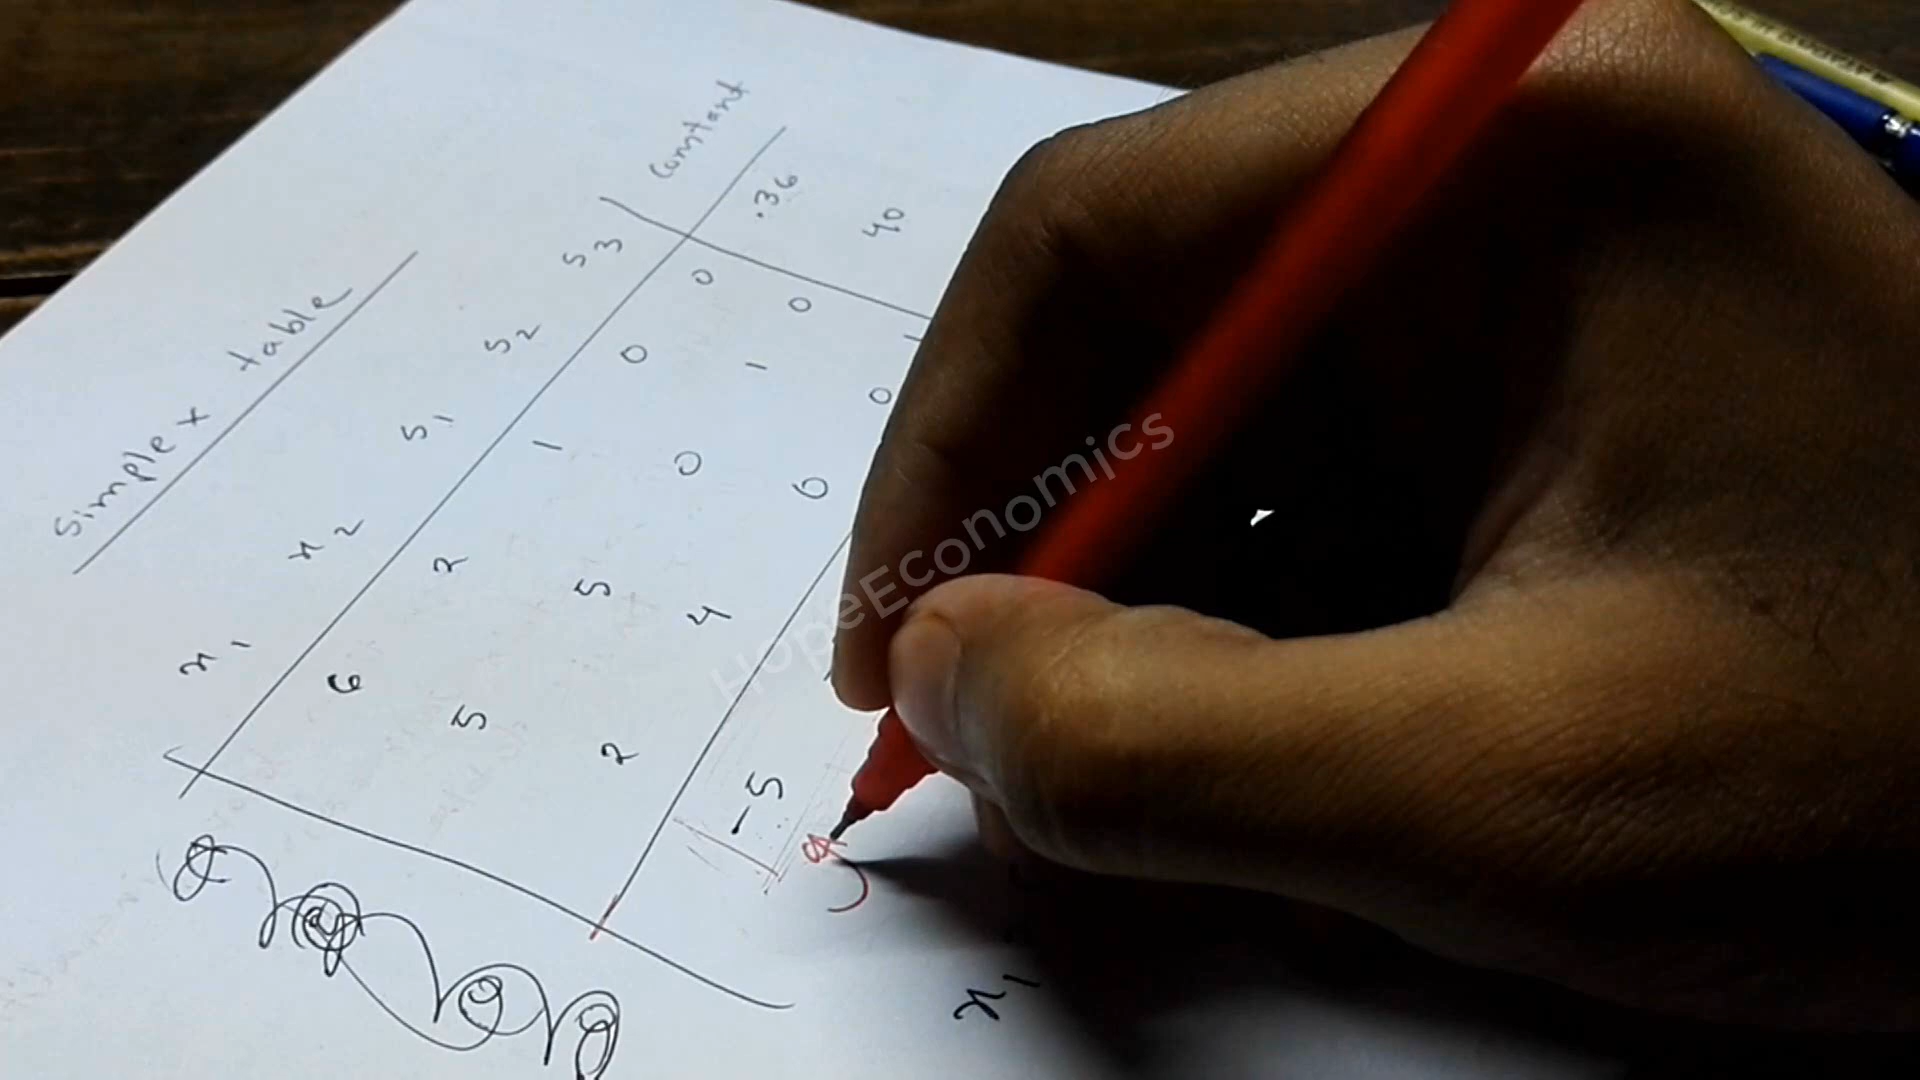 Simplex table
x1 x2 s1 s2 s3 Constant
6 2 1 0 0 .36
5 5 0 1 0 40
2 4 0 0 1
-5
x1
HopeEconomics